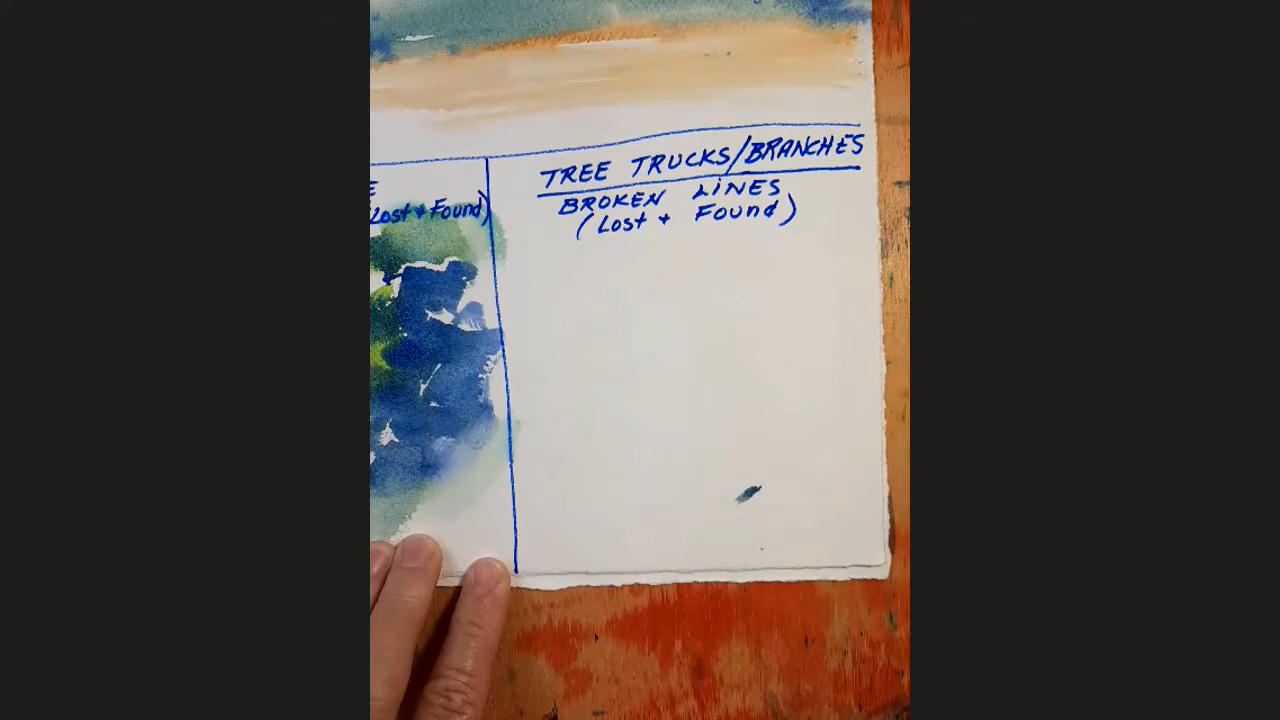 E
Lost + Found)
TREE TRUCKS/BRANCHES
BROKEN LINES
(Lost + Found)